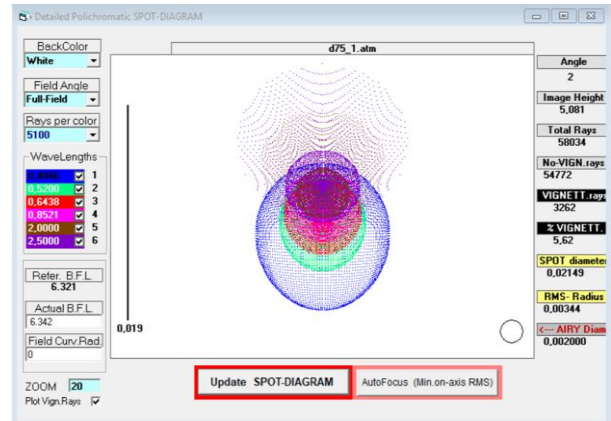 Detailed Polichromatic SPOT-DIAGRAM
BackColor
White
Field Angle
Full-Field
Rays per color
5100
WaveLengths
1
0,5200 2
0,6438 3
0,8521 4
2,0000 5
2,5000 6
Refer. B.F.L.
6.321
Actual B.F.L.
6.342
Field Curv.Rad.
0
ZOOM 20
Plot Vign.Rays
d75_1.atm
0,019
Update SPOT-DIAGRAM
AutoFocus (Min.on-axis RMS)
Angle
2
Image Height
5,081
Total Rays
58034
No-VIGN.rays
54772
VIGNETT.rays
3262
% VIGNETT.
5,62
SPOT diameter
0,02149
RMS- Radius
0,00344
<--- AIRY Diam
0,002000